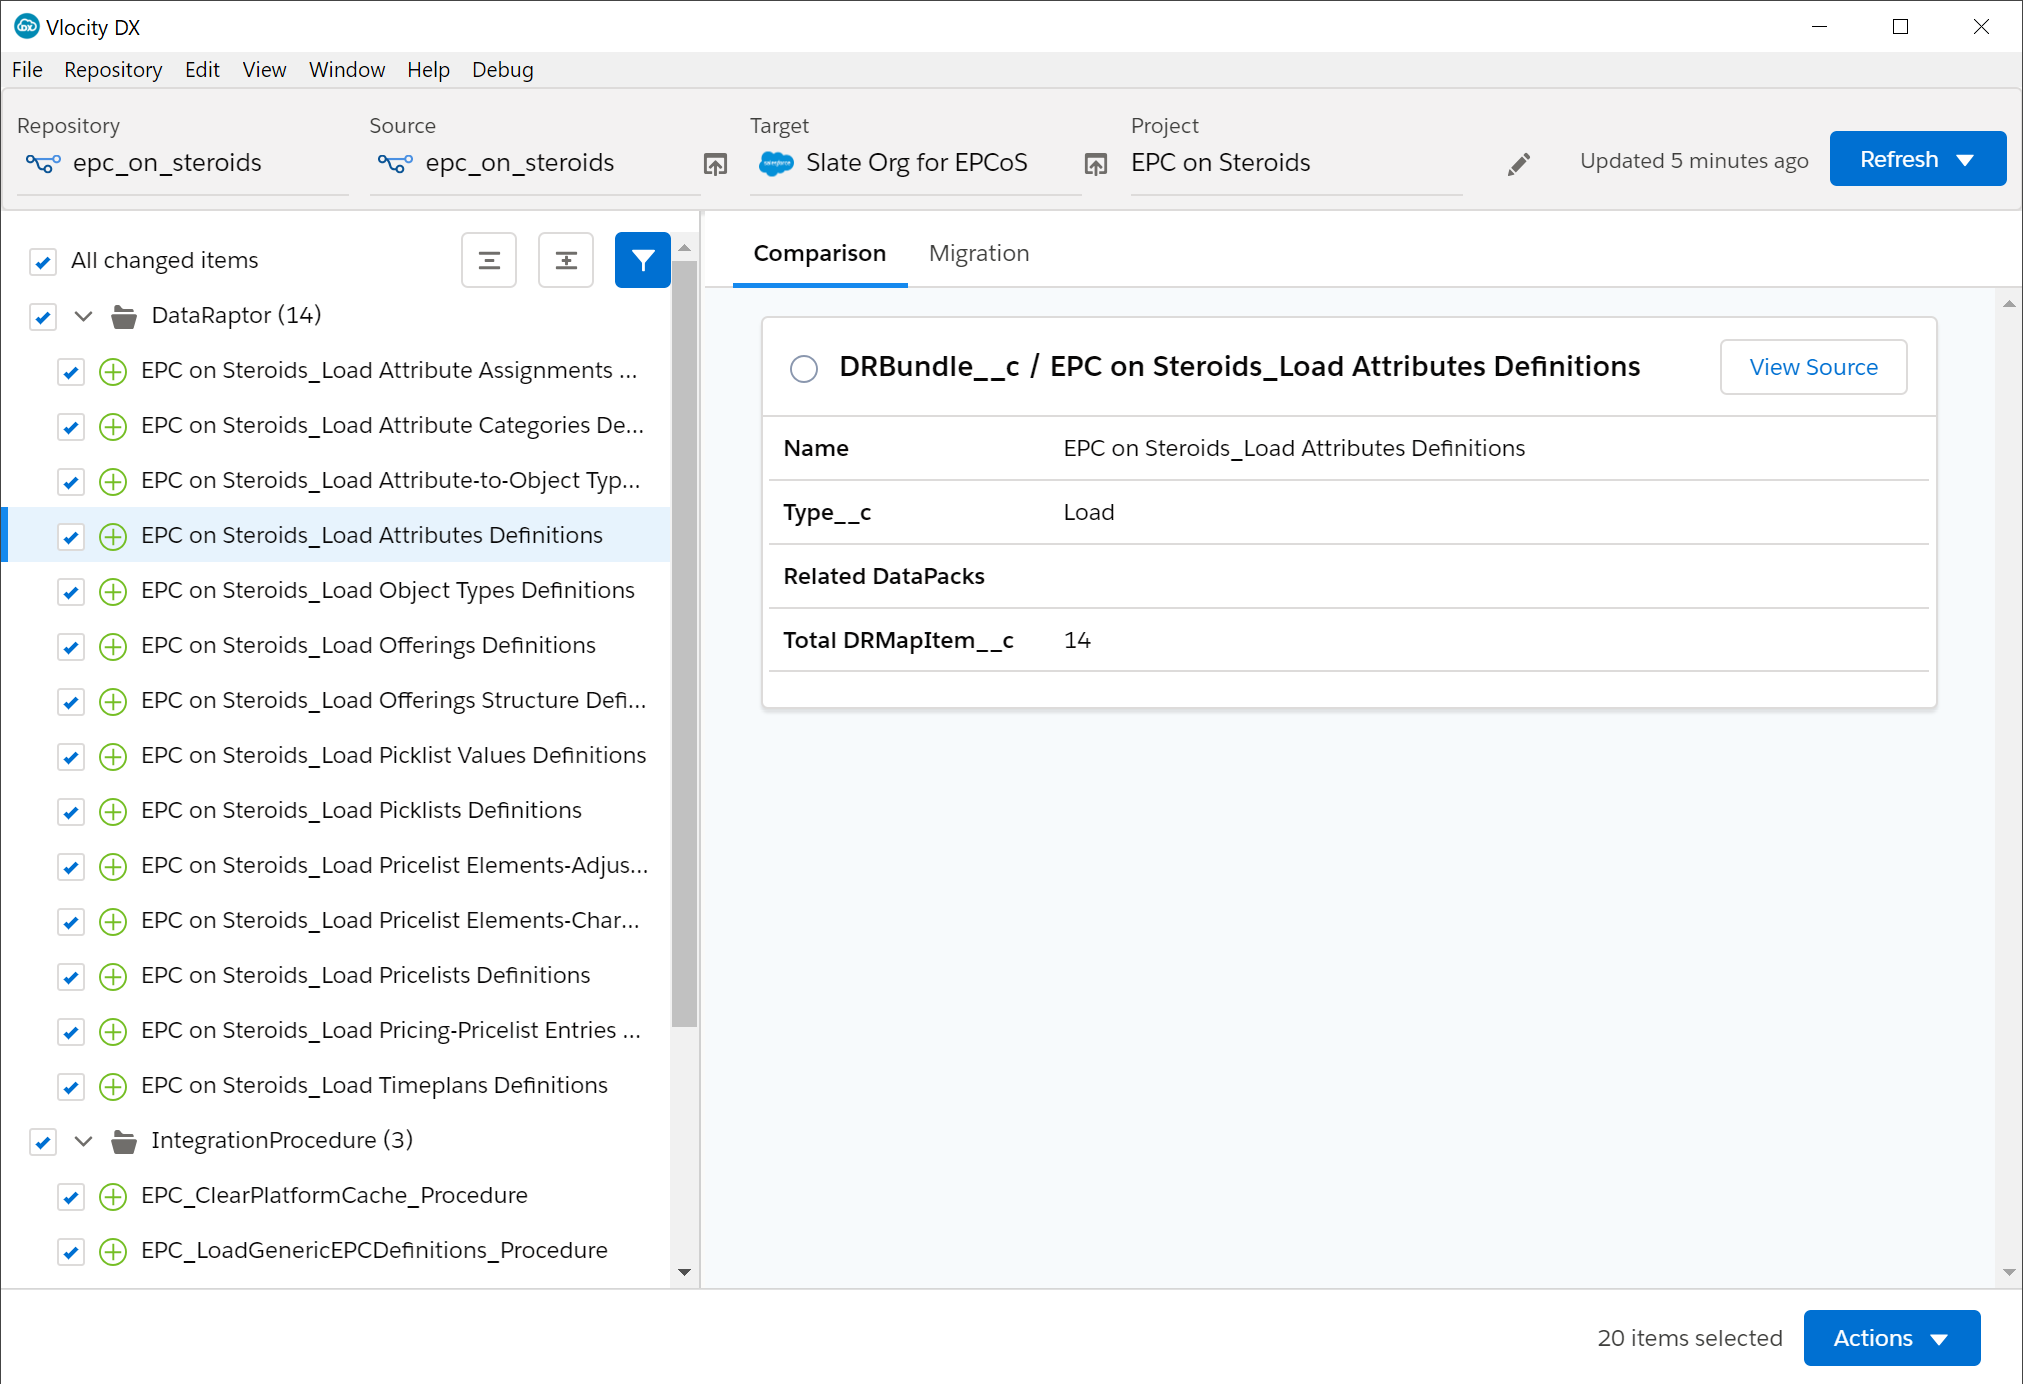 Vlocity DX
File Repository Edit View Window Help Debug
Repository Source Target Project
epc_on_steroids epc_on_steroids Slate Org for EPCoS EPC on Steroids Updated 5 minutes ago Refresh
All changed items
DataRaptor (14)
EPC on Steroids_Load Attribute Assignments ...
EPC on Steroids_Load Attribute Categories De...
EPC on Steroids_Load Attribute-to-Object Typ...
EPC on Steroids_Load Attributes Definitions
EPC on Steroids_Load Object Types Definitions
EPC on Steroids_Load Offerings Definitions
EPC on Steroids_Load Offerings Structure Defi...
EPC on Steroids_Load Picklist Values Definitions
EPC on Steroids_Load Picklists Definitions
EPC on Steroids_Load Pricelist Elements-Adjus...
EPC on Steroids_Load Pricelist Elements-Char...
EPC on Steroids_Load Pricelists Definitions
EPC on Steroids_Load Pricing-Pricelist Entries ...
EPC on Steroids_Load Timeplans Definitions
IntegrationProcedure (3)
EPC_ClearPlatformCache_Procedure
EPC_LoadGenericEPCDefinitions_Procedure
Comparison Migration
DRBundle__c / EPC on Steroids_Load Attributes Definitions View Source
Name EPC on Steroids_Load Attributes Definitions
Type__c Load
Related DataPacks
Total DRMapItem__c 14
20 items selected Actions